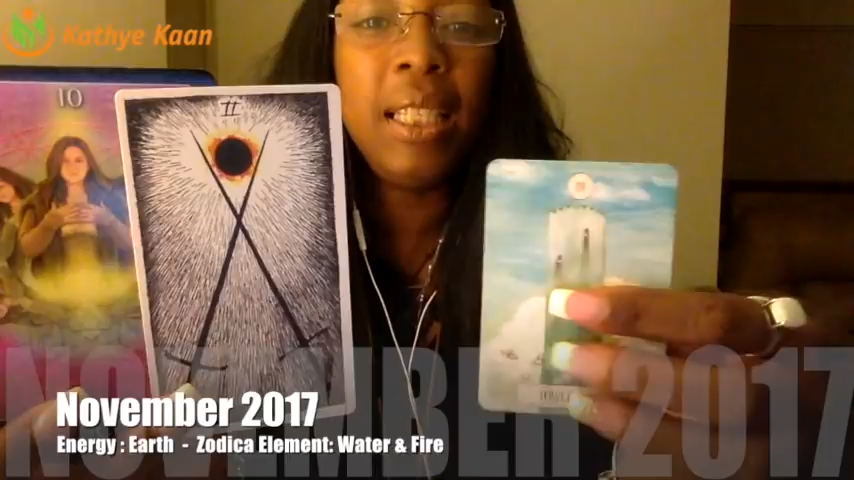 Kathye Kaan
10
II
NOVEMBER 2017
November 2017
Energy : Earth - Zodica Element: Water & Fire